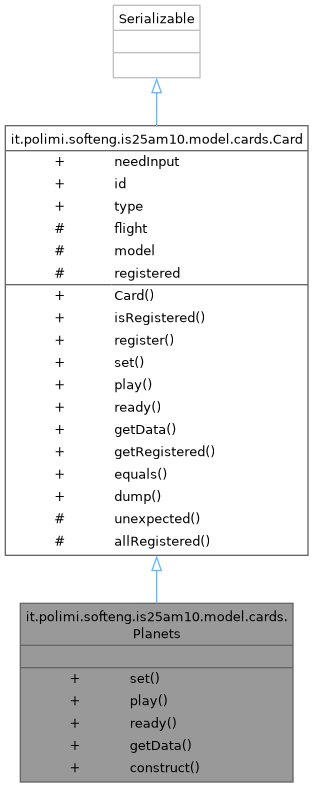 Serializable
it.polimi.softeng.is25am10.model.cards.Card
+ needInput
+ id
+ type
# flight
# model
# registered
+ Card()
+ isRegistered()
+ register()
+ set()
+ play()
+ ready()
+ getData()
+ getRegistered()
+ equals()
+ dump()
# unexpected()
# allRegistered()
it.polimi.softeng.is25am10.model.cards.
Planets
+ set()
+ play()
+ ready()
+ getData()
+ construct()